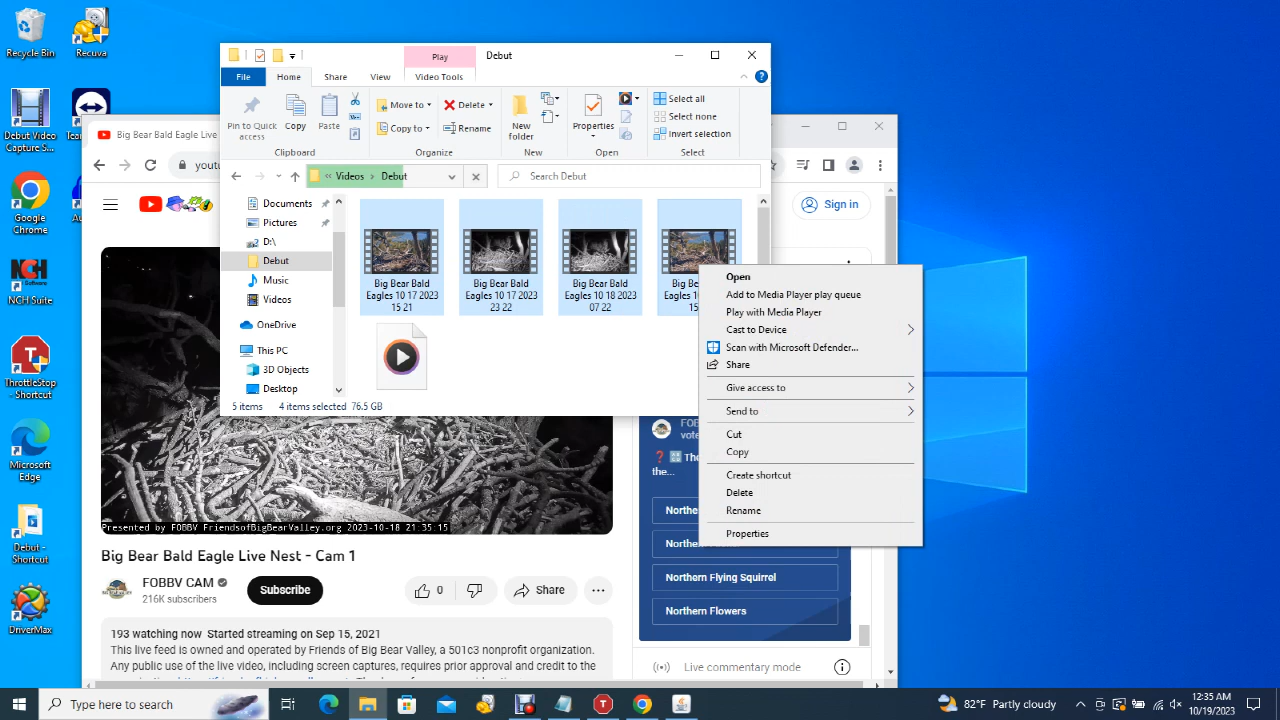 Recycle Bin
Recuva
Debut Video
Capture S...
Google
Chrome
NCH Suite
ThrottleStop
- Shortcut
Microsoft
Edge
Debut -
Shortcut
DriverMax
Play
Debut
File
Home
Share
View
Video Tools
Pin to Quick
access
Copy
Paste
Clipboard
Move to
Copy to
Delete
Rename
Organize
New
folder
New
Properties
Open
Select all
Select none
Invert selection
Select
« Videos > Debut
Search Debut
Documents
Pictures
D:\
Debut
Music
Videos
OneDrive
This PC
3D Objects
Desktop
Big Bear Bald
Eagles 10 17 2023
15 21
Big Bear Bald
Eagles 10 17 2023
23 22
Big Bear Bald
Eagles 10 18 2023
07 22
5 items
4 items selected 76.5 GB
Open
Add to Media Player play queue
Play with Media Player
Cast to Device
Scan with Microsoft Defender...
Share
Give access to
Send to
Cut
Copy
Create shortcut
Delete
Rename
Properties
Big Bear Bald Eagle Live
Sign in
Presented by FOBBV FriendsofBigBearValley.org 2023-10-18 21:35:15
Big Bear Bald Eagle Live Nest - Cam 1
FOBBV CAM
216K subscribers
Subscribe
0
Share
193 watching now Started streaming on Sep 15, 2021
This live feed is owned and operated by Friends of Big Bear Valley, a 501c3 nonprofit organization.
Any public use of the live video, including screen captures, requires prior approval and credit to the
the...
Northern Flying Squirrel
Northern Flowers
Live commentary mode
Type here to search
82°F Partly cloudy
12:35 AM
10/19/2023